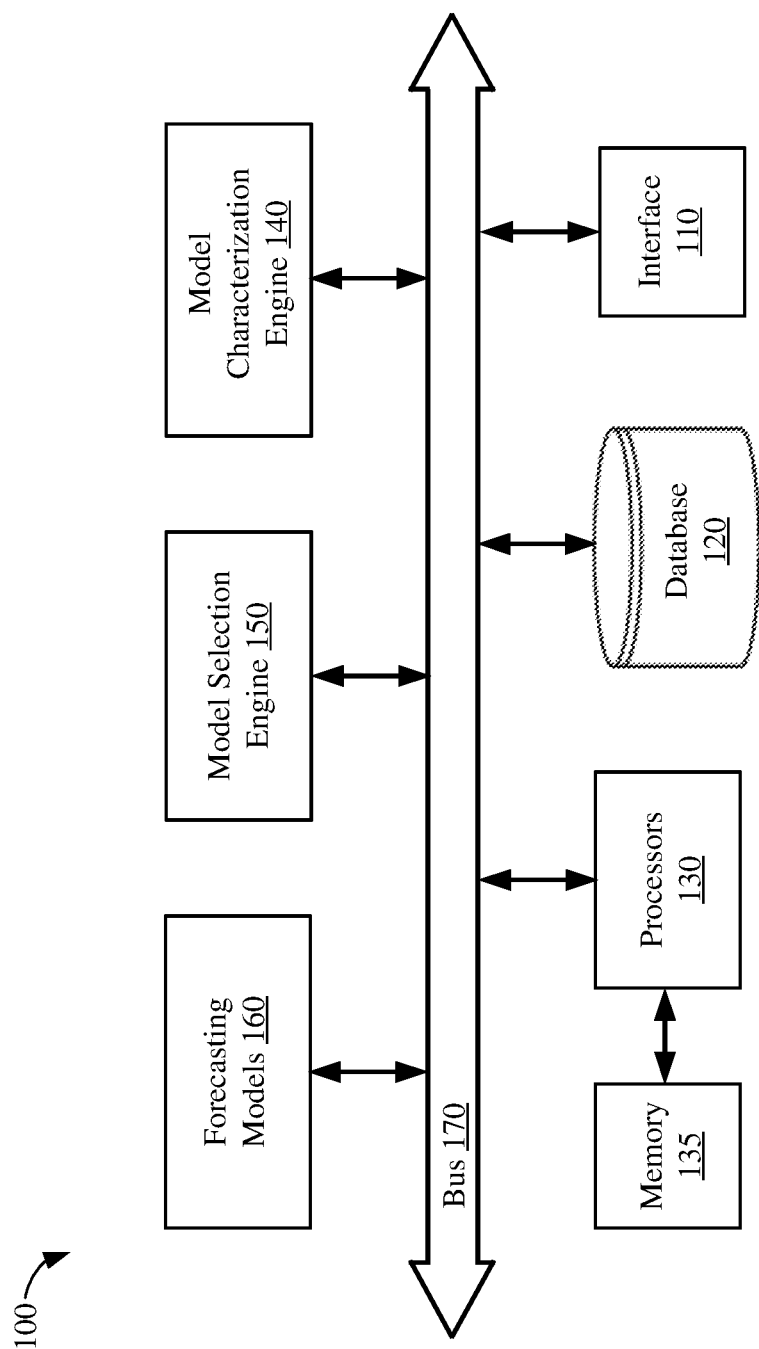 100
Forecasting
Models 160
Model Selection
Engine 150
Model
Characterization
Engine 140
Bus 170
Memory
135
Processors
130
Database
120
Interface
110